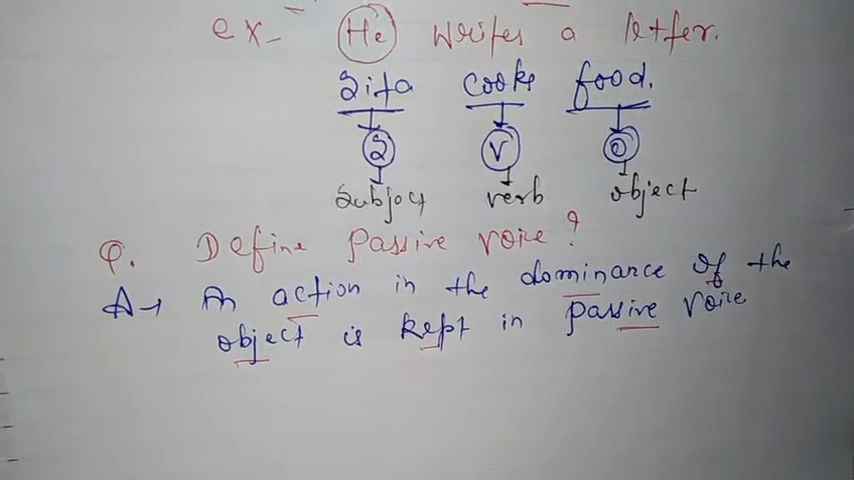 ex- He writes a letter.
Sita cooks food.
S V O
Subject verb object
Q. Define passive voice?
A→ An action in the dominance of the
object is kept in passive voice